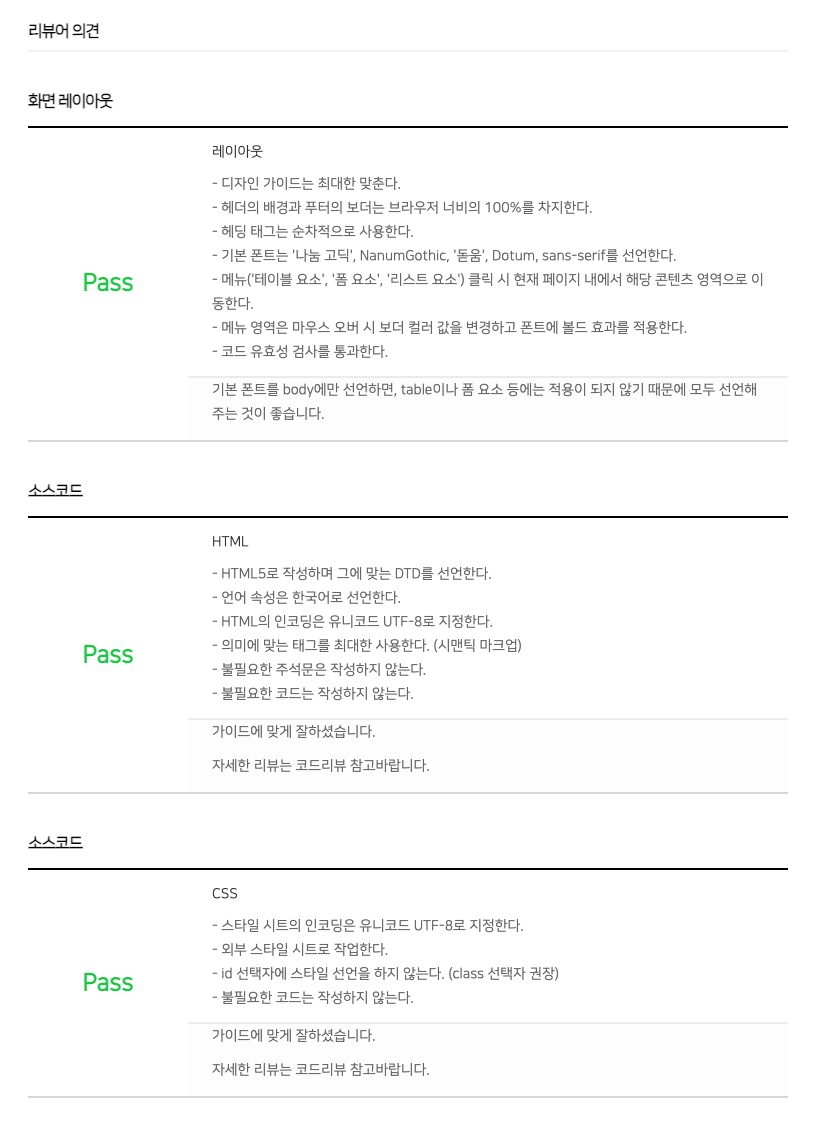 리뷰어 의견
화면 레이아웃
레이아웃
- 디자인 가이드는 최대한 맞춘다.
- 헤더의 배경과 푸터의 보더는 브라우저 너비의 100%를 차지한다.
- 헤딩 태그는 순차적으로 사용한다.
- 기본 폰트는 '나눔 고딕', NanumGothic, '돋움', Dotum, sans-serif를 선언한다.
Pass
- 메뉴('테이블 요소', '폼 요소', '리스트 요소') 클릭 시 현재 페이지 내에서 해당 콘텐츠 영역으로 이
동한다.
- 메뉴 영역은 마우스 오버 시 보더 컬러 값을 변경하고 폰트에 볼드 효과를 적용한다.
- 코드 유효성 검사를 통과한다.
기본 폰트를 body에만 선언하면, table이나 폼 요소 등에는 적용이 되지 않기 때문에 모두 선언해
주는 것이 좋습니다.
소스코드
HTML
- HTML5로 작성하며 그에 맞는 DTD를 선언한다.
- 언어 속성은 한국어로 선언한다.
- HTML의 인코딩은 유니코드 UTF-8로 지정한다.
Pass
- 의미에 맞는 태그를 최대한 사용한다. (시맨틱 마크업)
- 불필요한 주석문은 작성하지 않는다.
- 불필요한 코드는 작성하지 않는다.
가이드에 맞게 잘하셨습니다.
자세한 리뷰는 코드리뷰 참고바랍니다.
소스코드
CSS
- 스타일 시트의 인코딩은 유니코드 UTF-8로 지정한다.
- 외부 스타일 시트로 작업한다.
- id 선택자에 스타일 선언을 하지 않는다. (class 선택자 권장)
Pass
- 불필요한 코드는 작성하지 않는다.
가이드에 맞게 잘하셨습니다.
자세한 리뷰는 코드리뷰 참고바랍니다.